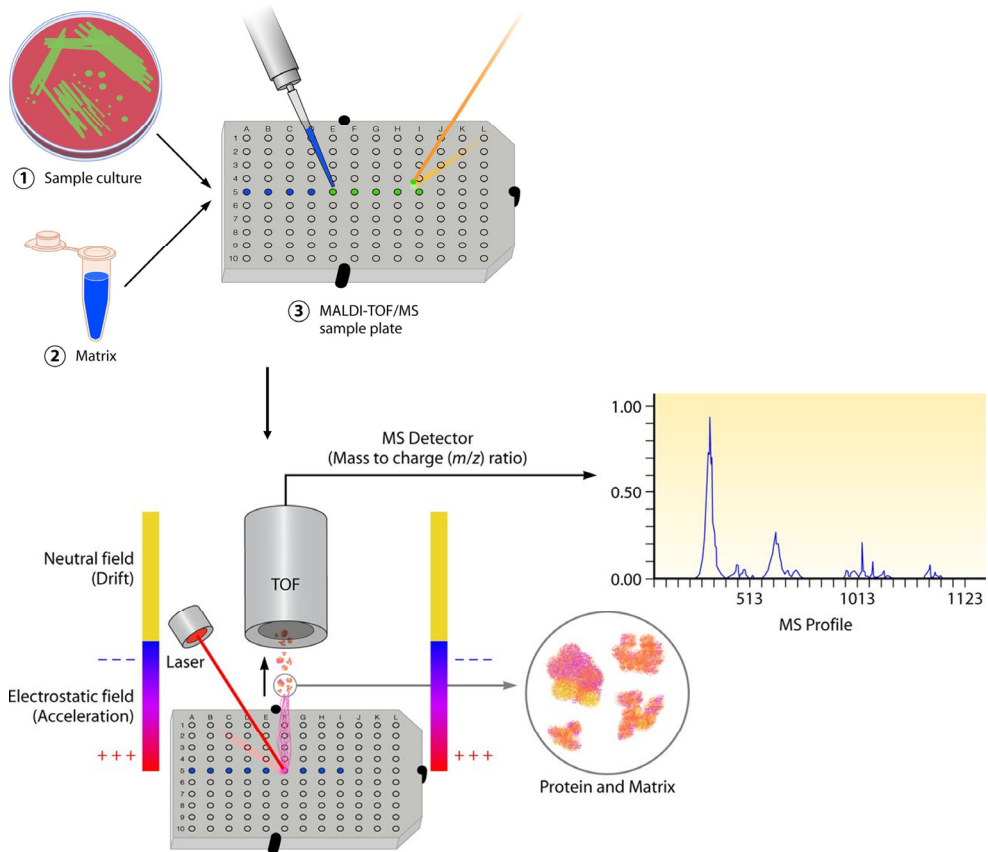 1 Sample culture
2 Matrix
A B C D E F G H I J K L
1
2
3
4
5
6
7
8
9
10
3 MALDI-TOF/MS
sample plate
MS Detector
(Mass to charge (m/z) ratio)
1.00
0.50
0.00
513 1013 1123
MS Profile
Neutral field
(Drift)
TOF
Laser
– – –
– – –
Electrostatic field
(Acceleration)
+ + +
+ + +
A B C D E G H I J K L
1
2
3
4
5
6
7
8
9
10
Protein and Matrix